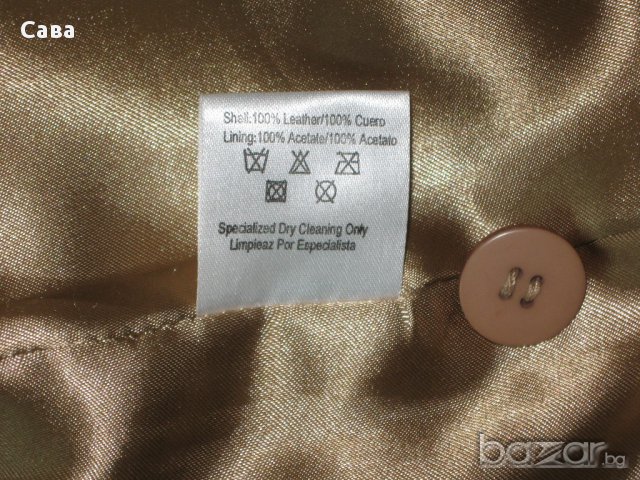 Сава
Shell:100% Leather/100% Cuero
Lining:100% Acetate/100% Acetato
Specialized Dry Cleaning Only
Limpieaz Por Especialista
bazar.bg